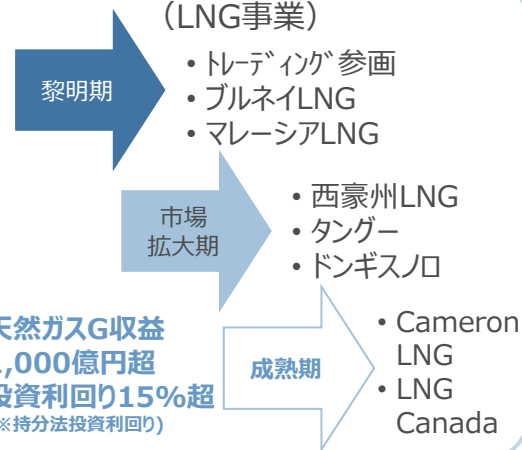 （LNG事業）
黎明期
• トレーディング参画
• ブルネイLNG
• マレーシアLNG
市場
拡大期
• 西豪州LNG
• タングー
• ドンギスノロ
天然ガスG収益
,000億円超
投資利回り15%超
※持分法投資利回り)
成熟期
• Cameron
LNG
• LNG
Canada